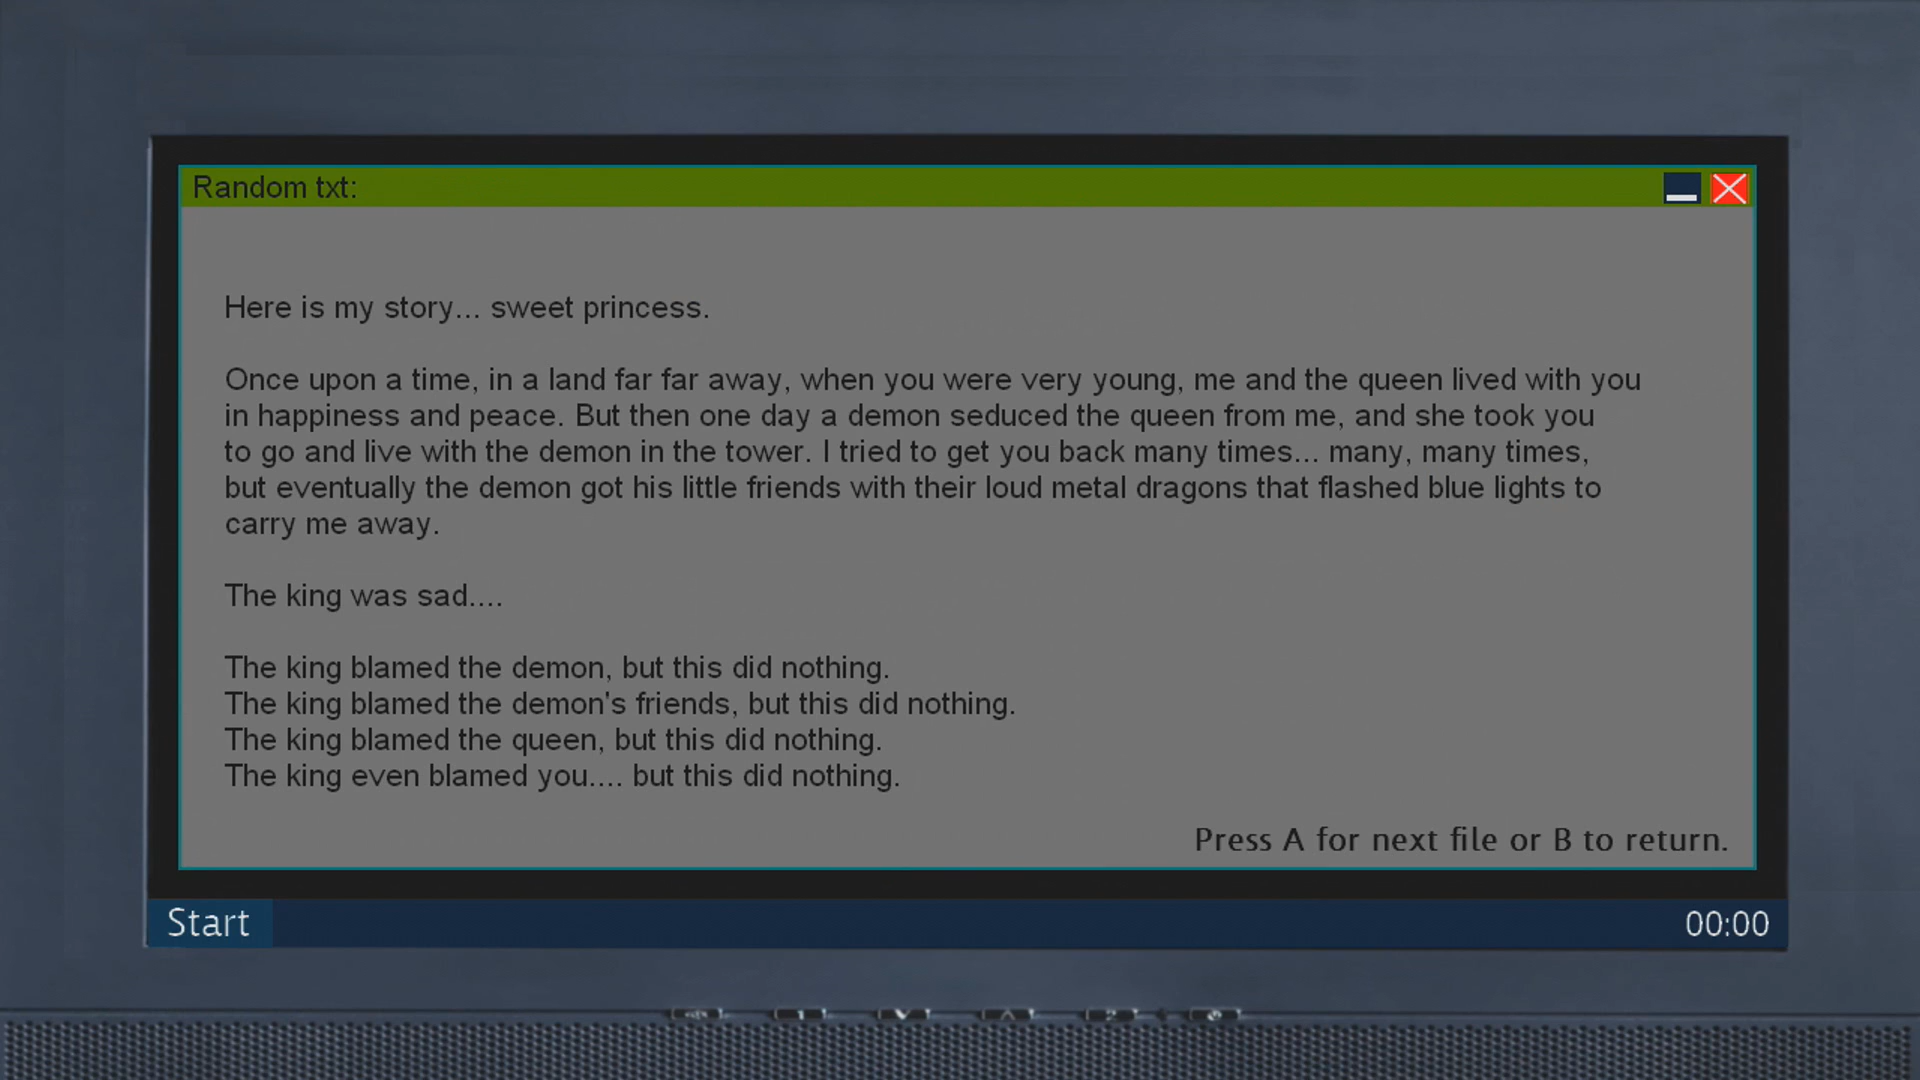 Random txt:
Here is my story... sweet princess.
Once upon a time, in a land far far away, when you were very young, me and the queen lived with you
in happiness and peace. But then one day a demon seduced the queen from me, and she took you
to go and live with the demon in the tower. I tried to get you back many times... many, many times,
but eventually the demon got his little friends with their loud metal dragons that flashed blue lights to
carry me away.
The king was sad....
The king blamed the demon, but this did nothing.
The king blamed the demon's friends, but this did nothing.
The king blamed the queen, but this did nothing.
The king even blamed you.... but this did nothing.
Press A for next file or B to return.
Start
00:00